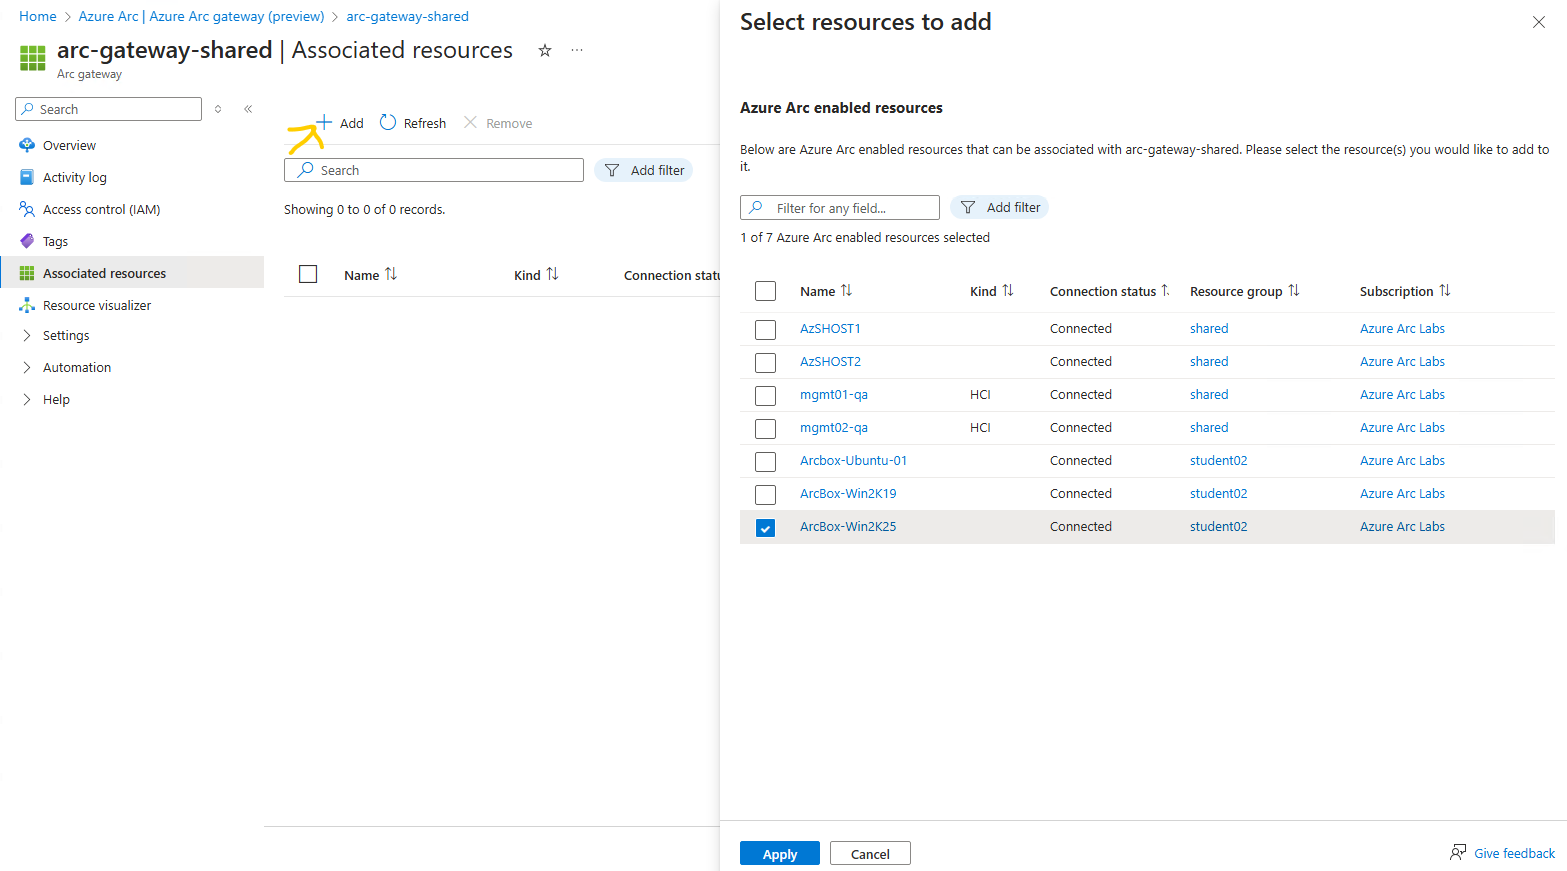 Home > Azure Arc | Azure Arc gateway (preview) > arc-gateway-shared
arc-gateway-shared | Associated resources
Arc gateway
Search
Overview
Activity log
Access control (IAM)
Tags
Associated resources
Resource visualizer
Settings
Automation
Help
Add Refresh Remove
Search Add filter
Showing 0 to 0 of 0 records.
Name Kind Connection statu
Select resources to add
Azure Arc enabled resources
Below are Azure Arc enabled resources that can be associated with arc-gateway-shared. Please select the resource(s) you would like to add to
it.
Filter for any field... Add filter
1 of 7 Azure Arc enabled resources selected
Name Kind Connection status Resource group Subscription
AzSHOST1 Connected shared Azure Arc Labs
AzSHOST2 Connected shared Azure Arc Labs
mgmt01-qa HCI Connected shared Azure Arc Labs
mgmt02-qa HCI Connected shared Azure Arc Labs
Arcbox-Ubuntu-01 Connected student02 Azure Arc Labs
ArcBox-Win2K19 Connected student02 Azure Arc Labs
ArcBox-Win2K25 Connected student02 Azure Arc Labs
Apply Cancel Give feedback